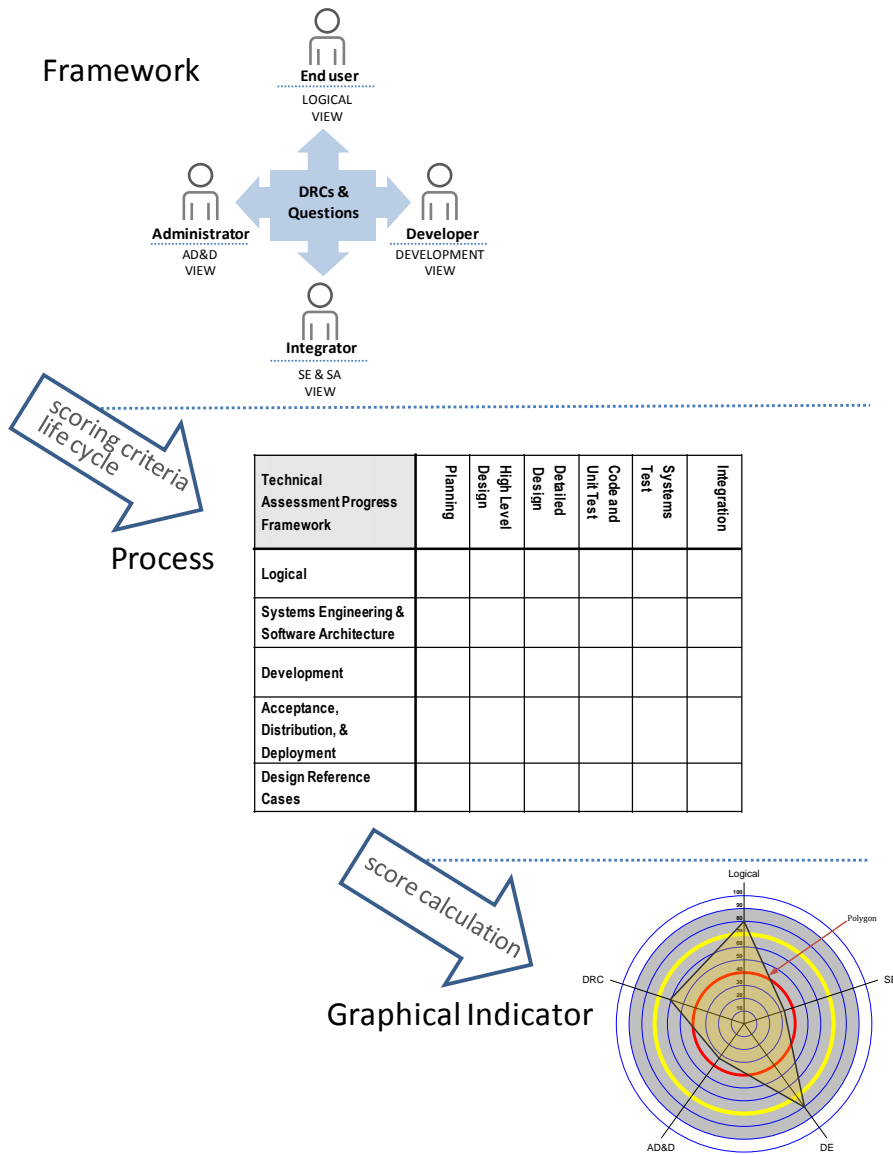 Framework
End user
LOGICAL
VIEW
DRCs &
Questions
Administrator
AD&D
VIEW
Developer
DEVELOPMENT
VIEW
Integrator
SE & SA
VIEW
scoring criteria
life cycle
Process
Technical
Assessment Progress
Framework
Planning
High Level
Design
Detailed
Design
Code and
Unit Test
Systems
Test
Integration
Logical
Systems Engineering &
Software Architecture
Development
Acceptance,
Distribution, &
Deployment
Design Reference
Cases
score calculation
Graphical Indicator
Logical
100
90
80
70
60
50
40
30
20
10
0
Polygon
DRC
SE
AD&D
DE